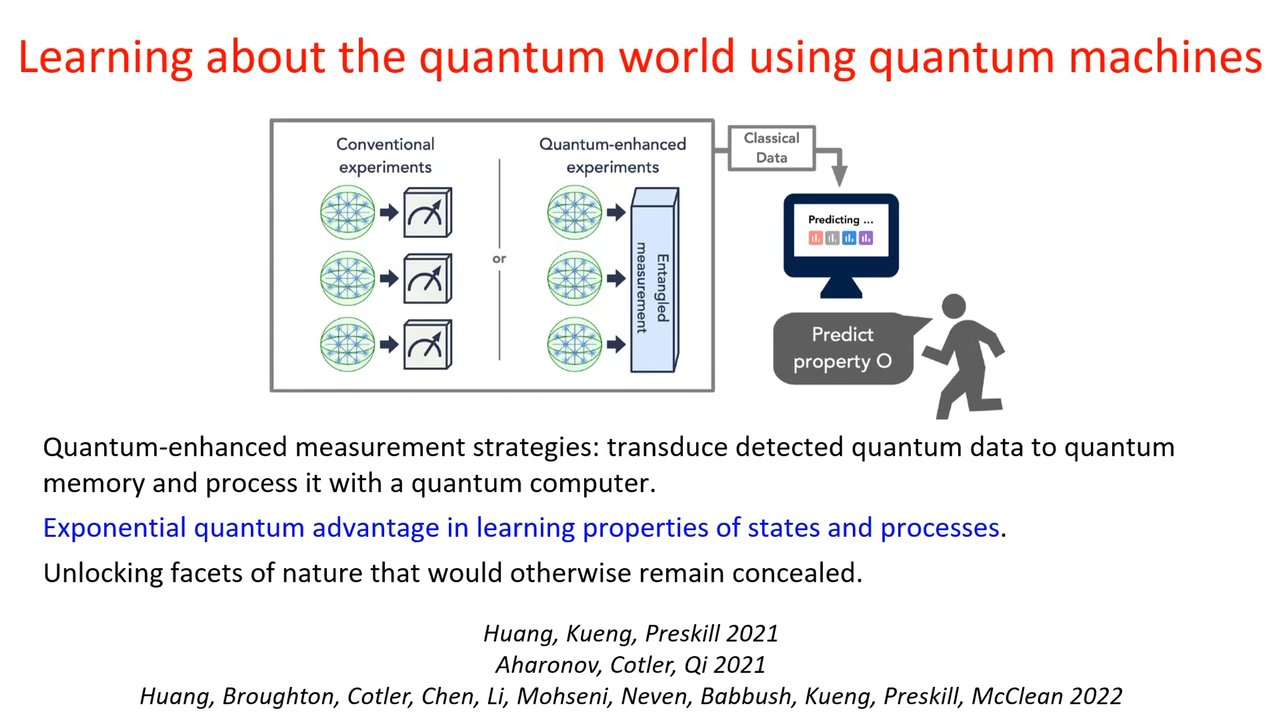 Learning about the quantum world using quantum machines
Conventional
experiments
Quantum-enhanced
experiments
or
Entangled
measurement
Classical
Data
Predicting ...
Predict
property O
Quantum-enhanced measurement strategies: transduce detected quantum data to quantum
memory and process it with a quantum computer.
Exponential quantum advantage in learning properties of states and processes.
Unlocking facets of nature that would otherwise remain concealed.
Huang, Kueng, Preskill 2021
Aharonov, Cotler, Qi 2021
Huang, Broughton, Cotler, Chen, Li, Mohseni, Neven, Babbush, Kueng, Preskill, McClean 2022